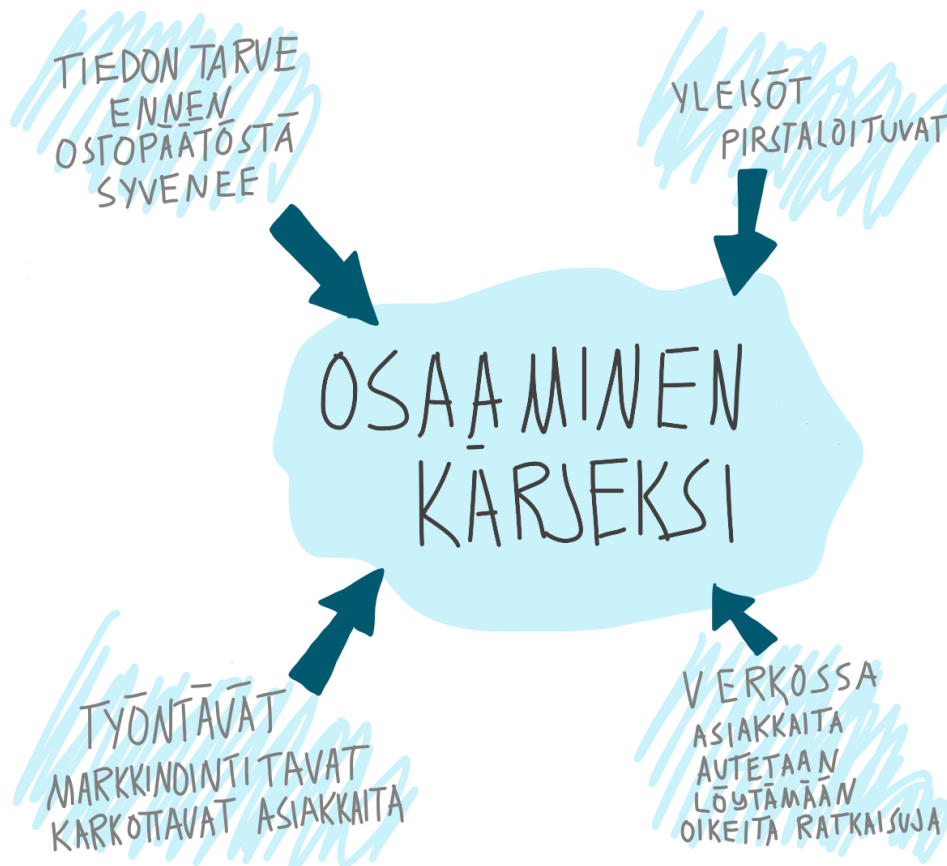 TIEDON TARVE
ENNEN
OSTOPÄÄTÖSTÄ
SYVENEE
YLEISÖT
PIRSTALOITUVAT
OSAAMINEN
KÄRJEKSI
TYÖNTÄVÄT
MARKKINOINTITAVAT
KARKOTTAVAT ASIAKKAITA
VERKOSSA
ASIAKKAITA
AUTETAAN
LÖYTÄMÄÄN
OIKEITA RATKAISUJA